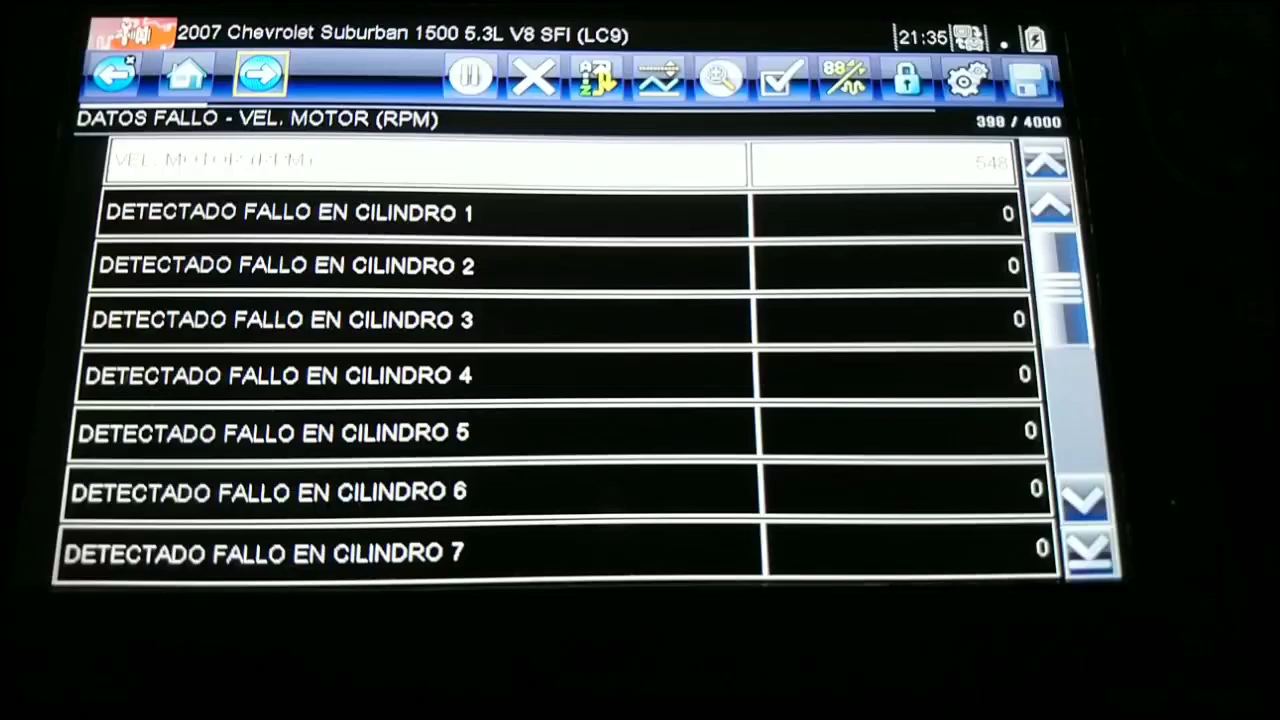 2007 Chevrolet Suburban 1500 5.3L V8 SFI (LC9) 21:35
88
DATOS FALLO - VEL. MOTOR (RPM) 398 / 4000
VEL. MOTOR (RPM) 548
DETECTADO FALLO EN CILINDRO 1 0
DETECTADO FALLO EN CILINDRO 2 0
DETECTADO FALLO EN CILINDRO 3 0
DETECTADO FALLO EN CILINDRO 4 0
DETECTADO FALLO EN CILINDRO 5 0
DETECTADO FALLO EN CILINDRO 6 0
DETECTADO FALLO EN CILINDRO 7 0